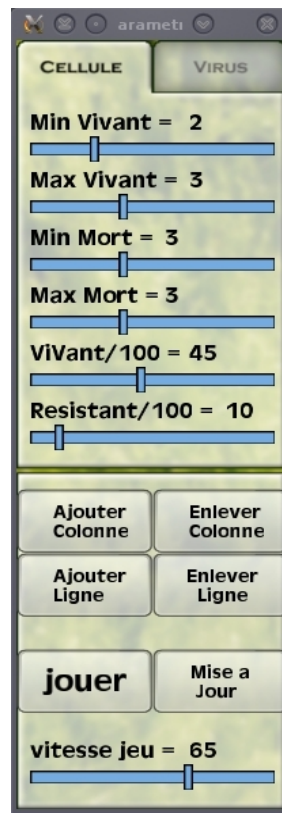 arametı
CELLULE VIRUS
Min Vivant = 2
Max Vivant = 3
Min Mort = 3
Max Mort = 3
ViVant/100 = 45
Resistant/100 = 10
Ajouter Colonne
Enlever Colonne
Ajouter Ligne
Enlever Ligne
jouer
Mise a Jour
vitesse jeu = 65